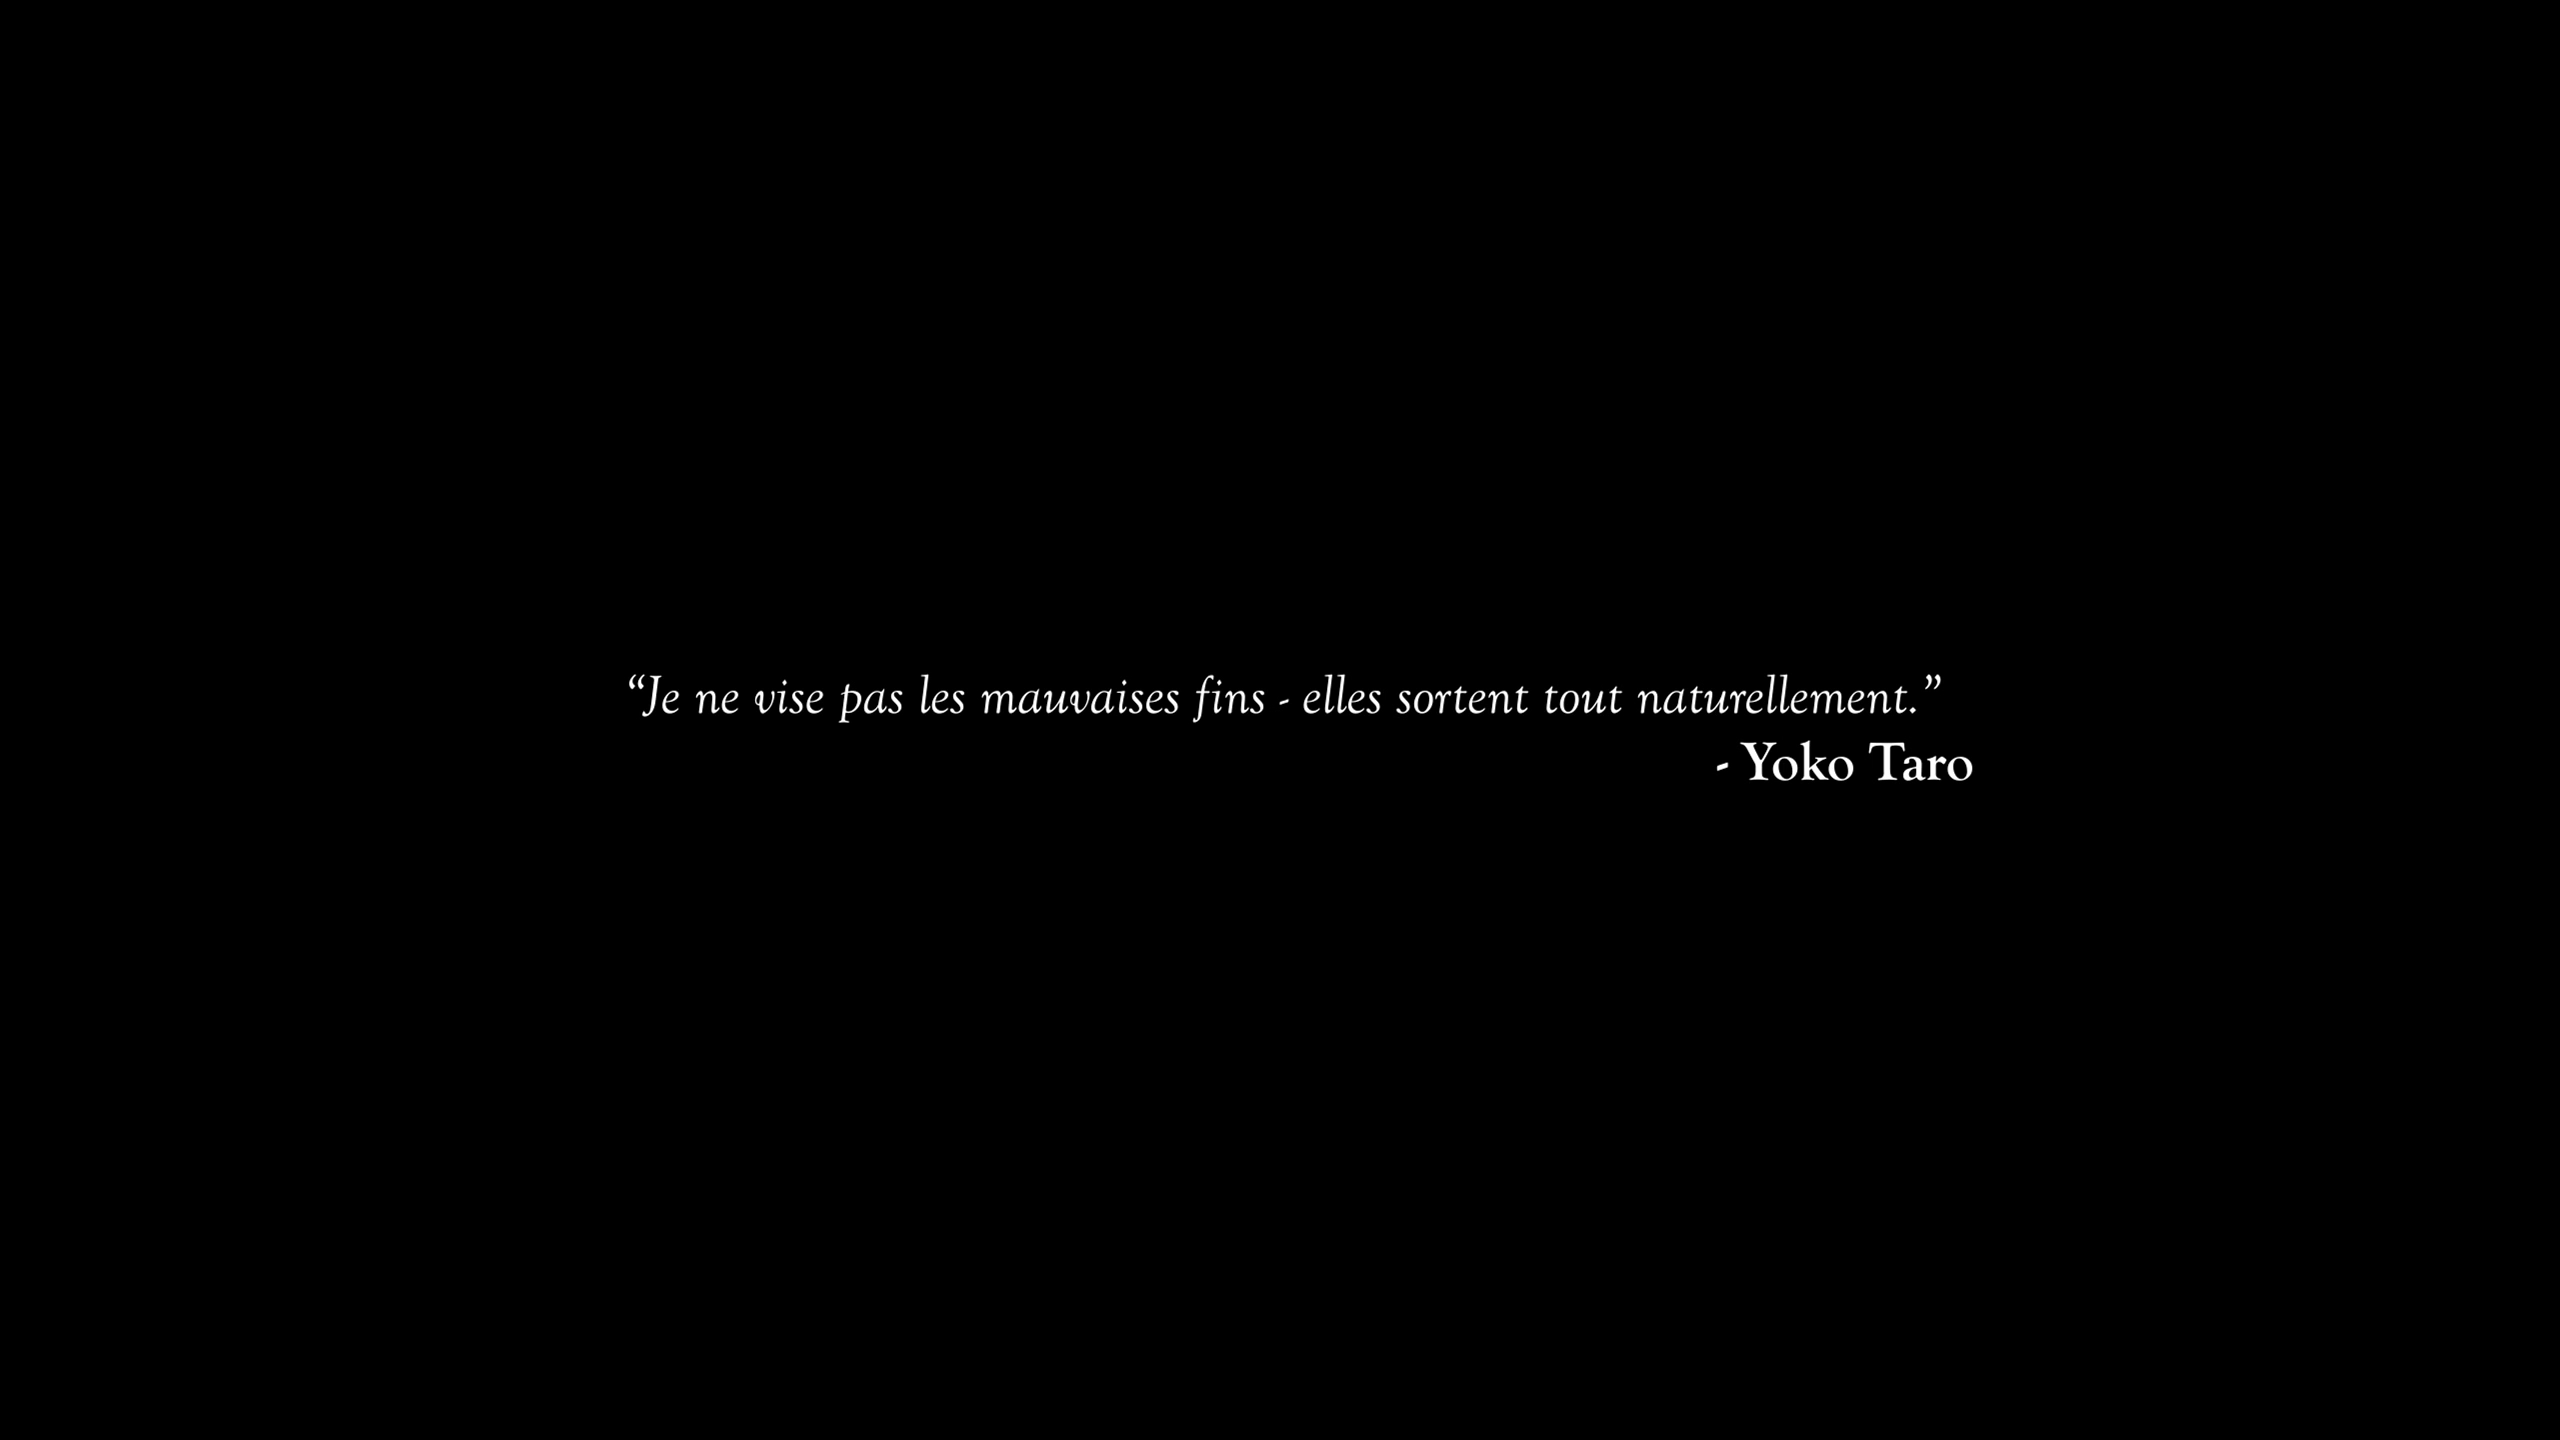 “Je ne vise pas les mauvaises fins - elles sortent tout naturellement.”
- Yoko Taro